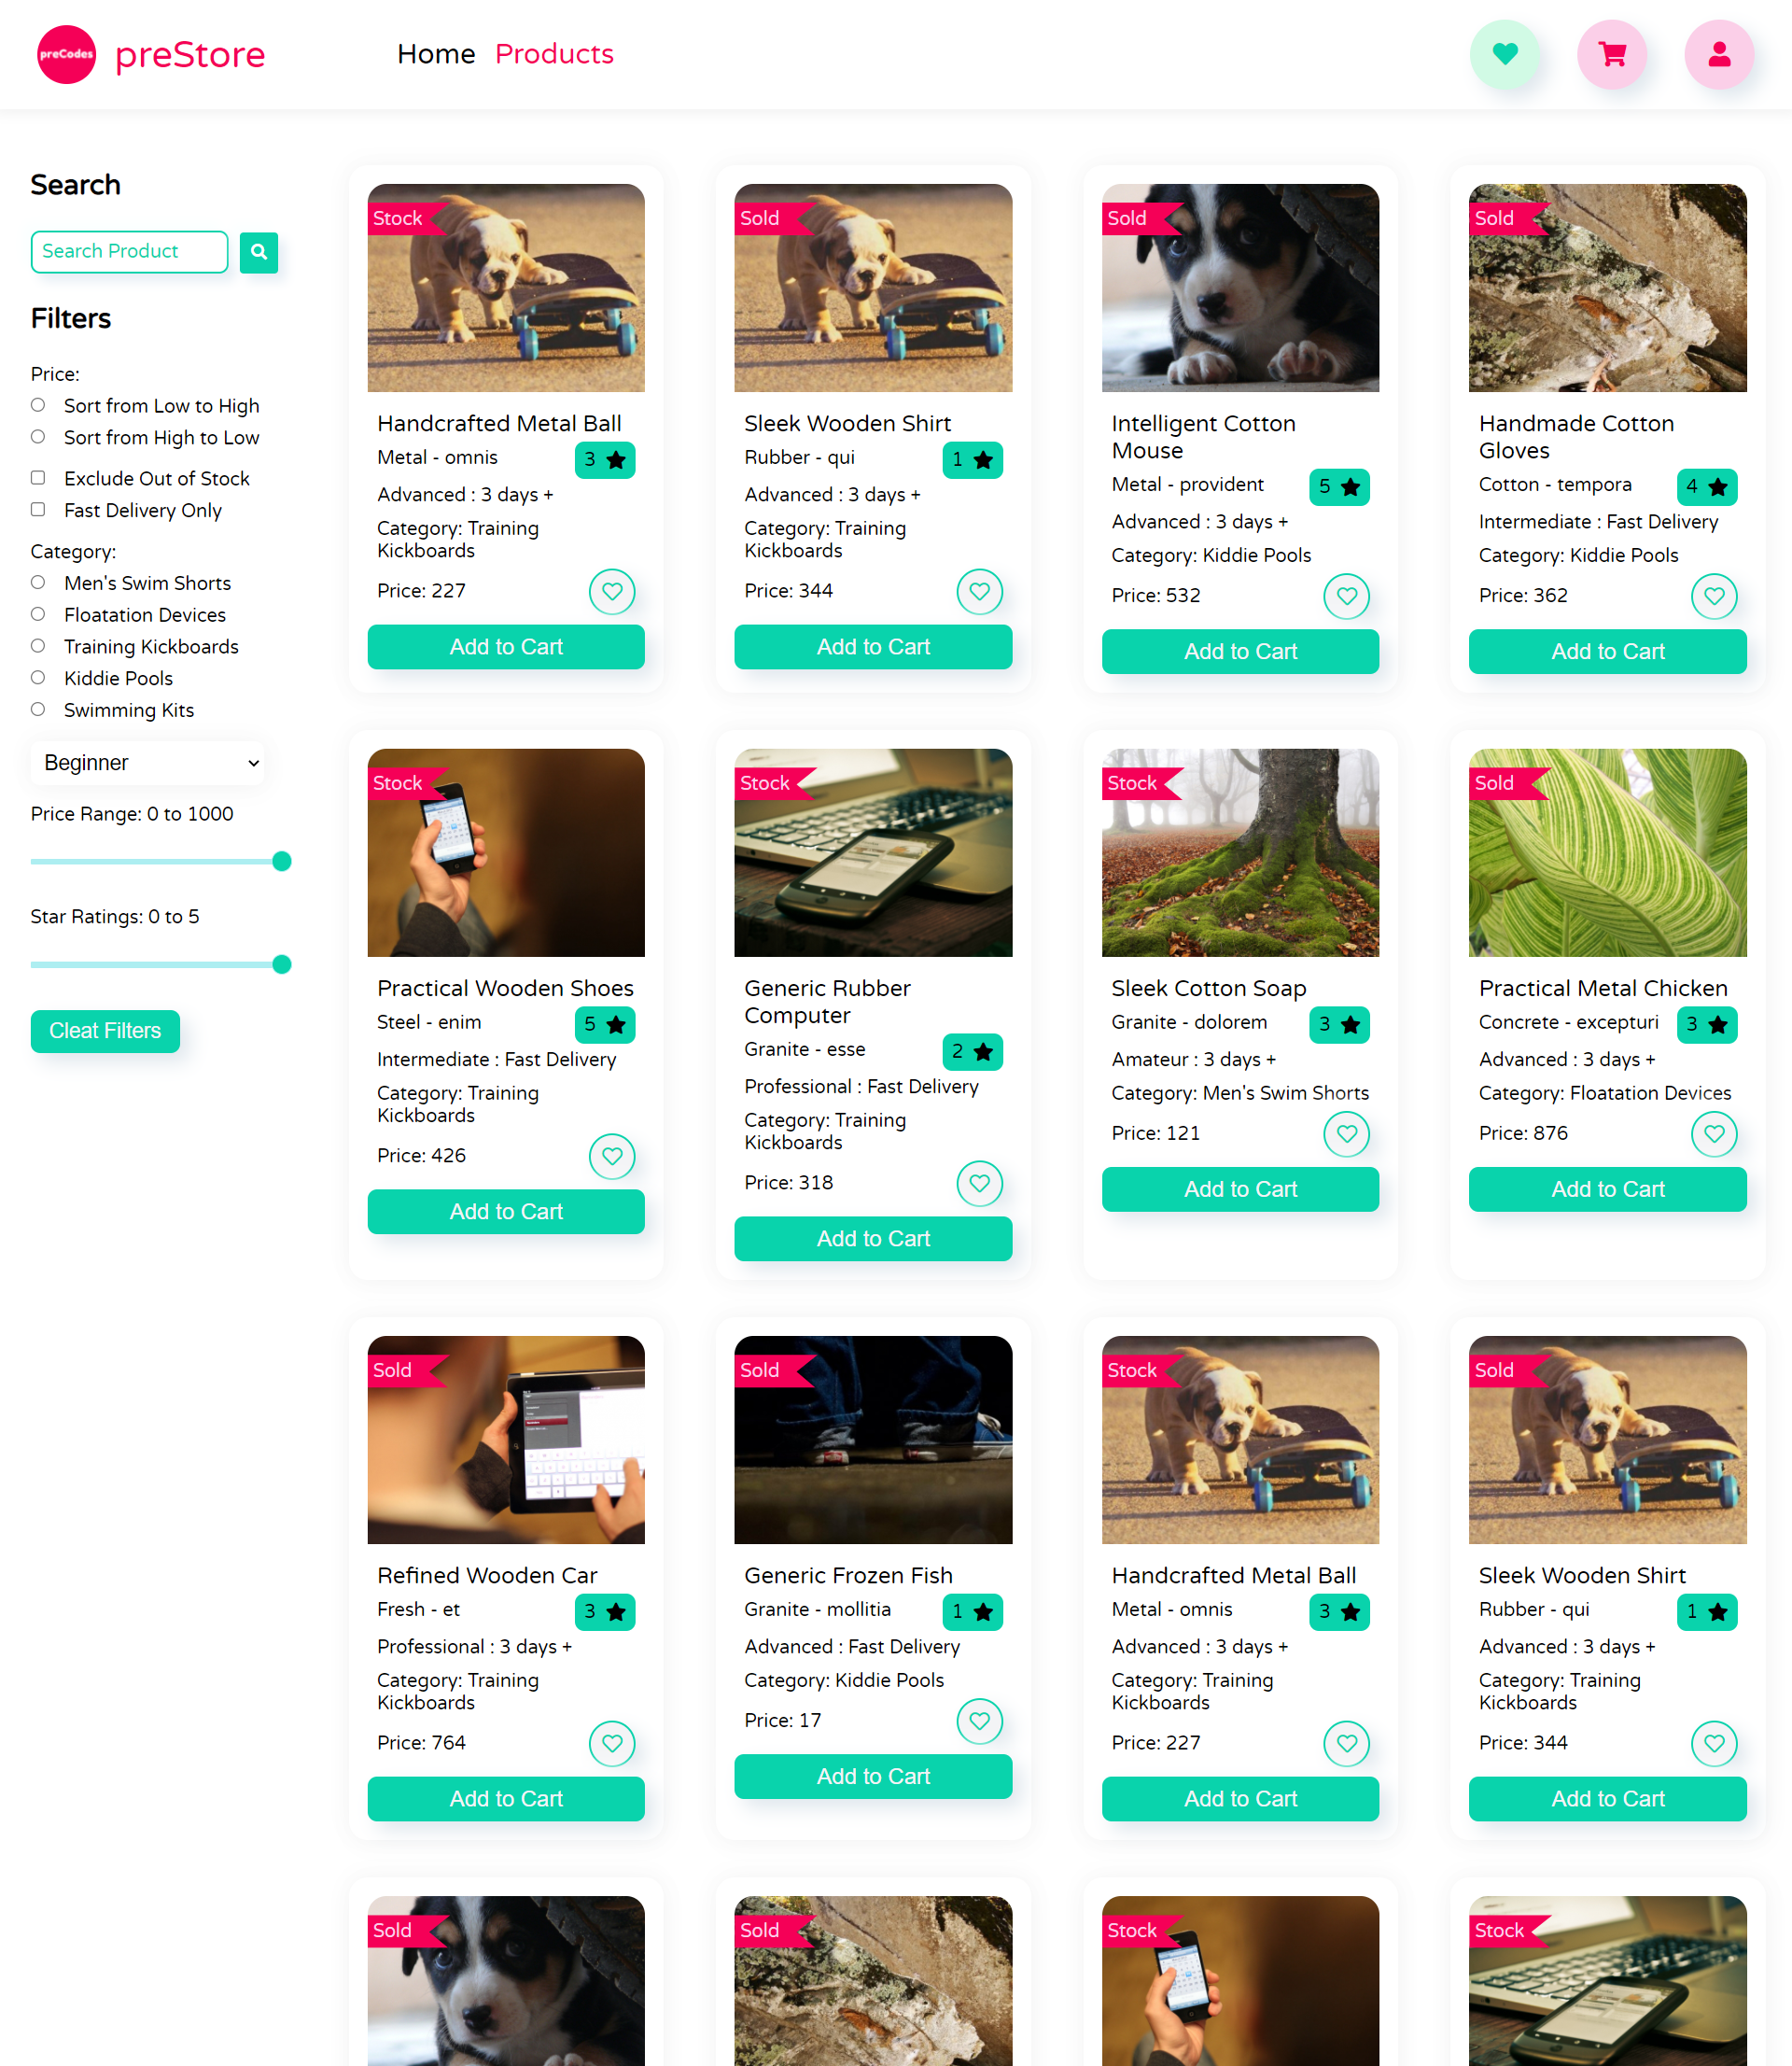 preCodes
preStore
Home
Products
Search
Search Product
Filters
Price:
Sort from Low to High
Sort from High to Low
Exclude Out of Stock
Fast Delivery Only
Category:
Men's Swim Shorts
Floatation Devices
Training Kickboards
Kiddie Pools
Swimming Kits
Beginner
Price Range: 0 to 1000
Star Ratings: 0 to 5
Cleat Filters
Stock
Handcrafted Metal Ball
Metal - omnis
3
Advanced : 3 days +
Category: Training
Kickboards
Price: 227
Add to Cart
Sold
Sleek Wooden Shirt
Rubber - qui
1
Advanced : 3 days +
Category: Training
Kickboards
Price: 344
Add to Cart
Sold
Intelligent Cotton
Mouse
Metal - provident
5
Advanced : 3 days +
Category: Kiddie Pools
Price: 532
Add to Cart
Sold
Handmade Cotton
Gloves
Cotton - tempora
4
Intermediate : Fast Delivery
Category: Kiddie Pools
Price: 362
Add to Cart
Stock
Practical Wooden Shoes
Steel - enim
5
Intermediate : Fast Delivery
Category: Training
Kickboards
Price: 426
Add to Cart
Stock
Generic Rubber
Computer
Granite - esse
2
Professional : Fast Delivery
Category: Training
Kickboards
Price: 318
Add to Cart
Stock
Sleek Cotton Soap
Granite - dolorem
3
Amateur : 3 days +
Category: Men's Swim Shorts
Price: 121
Add to Cart
Sold
Practical Metal Chicken
Concrete - excepturi
3
Advanced : 3 days +
Category: Floatation Devices
Price: 876
Add to Cart
Sold
Refined Wooden Car
Fresh - et
3
Professional : 3 days +
Category: Training
Kickboards
Price: 764
Add to Cart
Sold
Generic Frozen Fish
Granite - mollitia
1
Advanced : Fast Delivery
Category: Kiddie Pools
Price: 17
Add to Cart
Stock
Handcrafted Metal Ball
Metal - omnis
3
Advanced : 3 days +
Category: Training
Kickboards
Price: 227
Add to Cart
Sold
Sleek Wooden Shirt
Rubber - qui
1
Advanced : 3 days +
Category: Training
Kickboards
Price: 344
Add to Cart
Sold
Sold
Stock
Stock